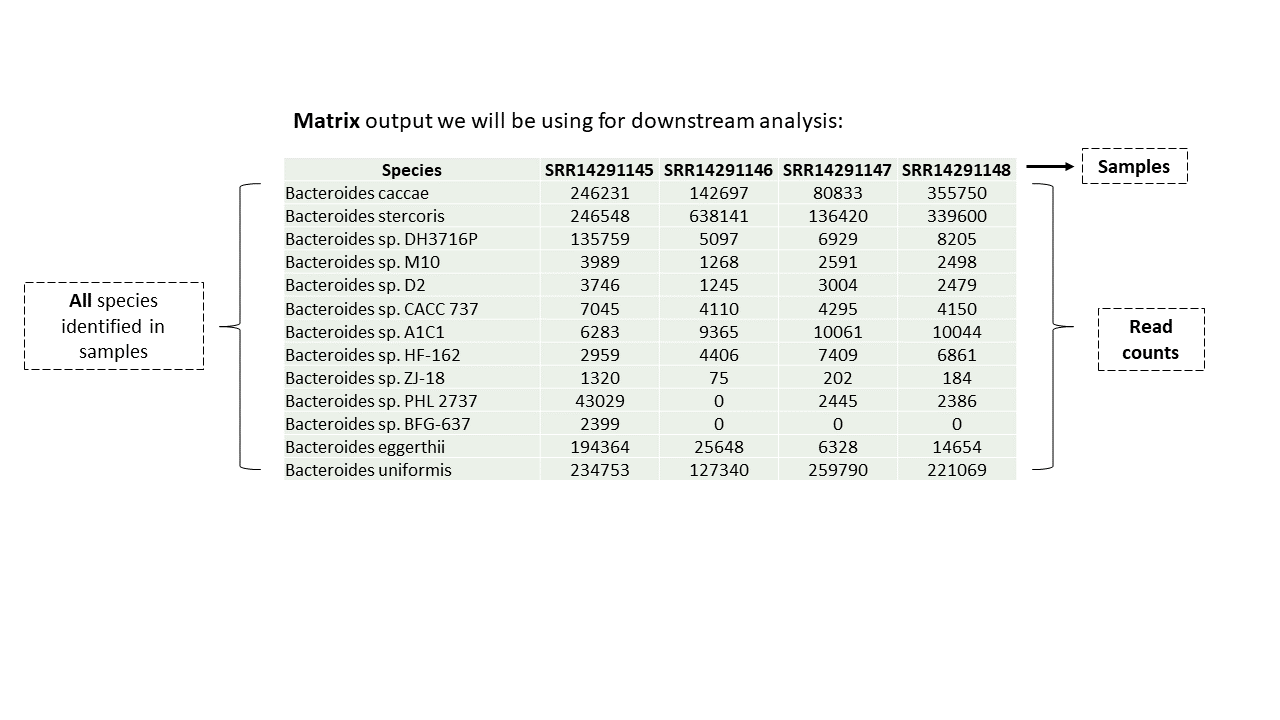 Matrix output we will be using for downstream analysis:
Species SRR14291145 SRR14291146 SRR14291147 SRR14291148
Samples
Bacteroides caccae 246231 142697 80833 355750
Bacteroides stercoris 246548 638141 136420 339600
Bacteroides sp. DH3716P 135759 5097 6929 8205
Bacteroides sp. M10 3989 1268 2591 2498
Bacteroides sp. D2 3746 1245 3004 2479
Bacteroides sp. CACC 737 7045 4110 4295 4150
Bacteroides sp. A1C1 6283 9365 10061 10044
Bacteroides sp. HF-162 2959 4406 7409 6861
Bacteroides sp. ZJ-18 1320 75 202 184
Bacteroides sp. PHL 2737 43029 0 2445 2386
Bacteroides sp. BFG-637 2399 0 0 0
Bacteroides eggerthii 194364 25648 6328 14654
Bacteroides uniformis 234753 127340 259790 221069
All species
identified in
samples
Read
counts